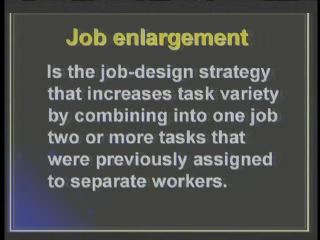 Job enlargement
Is the job-design strategy
that increases task variety
by combining into one job
two or more tasks that
were previously assigned
to separate workers.